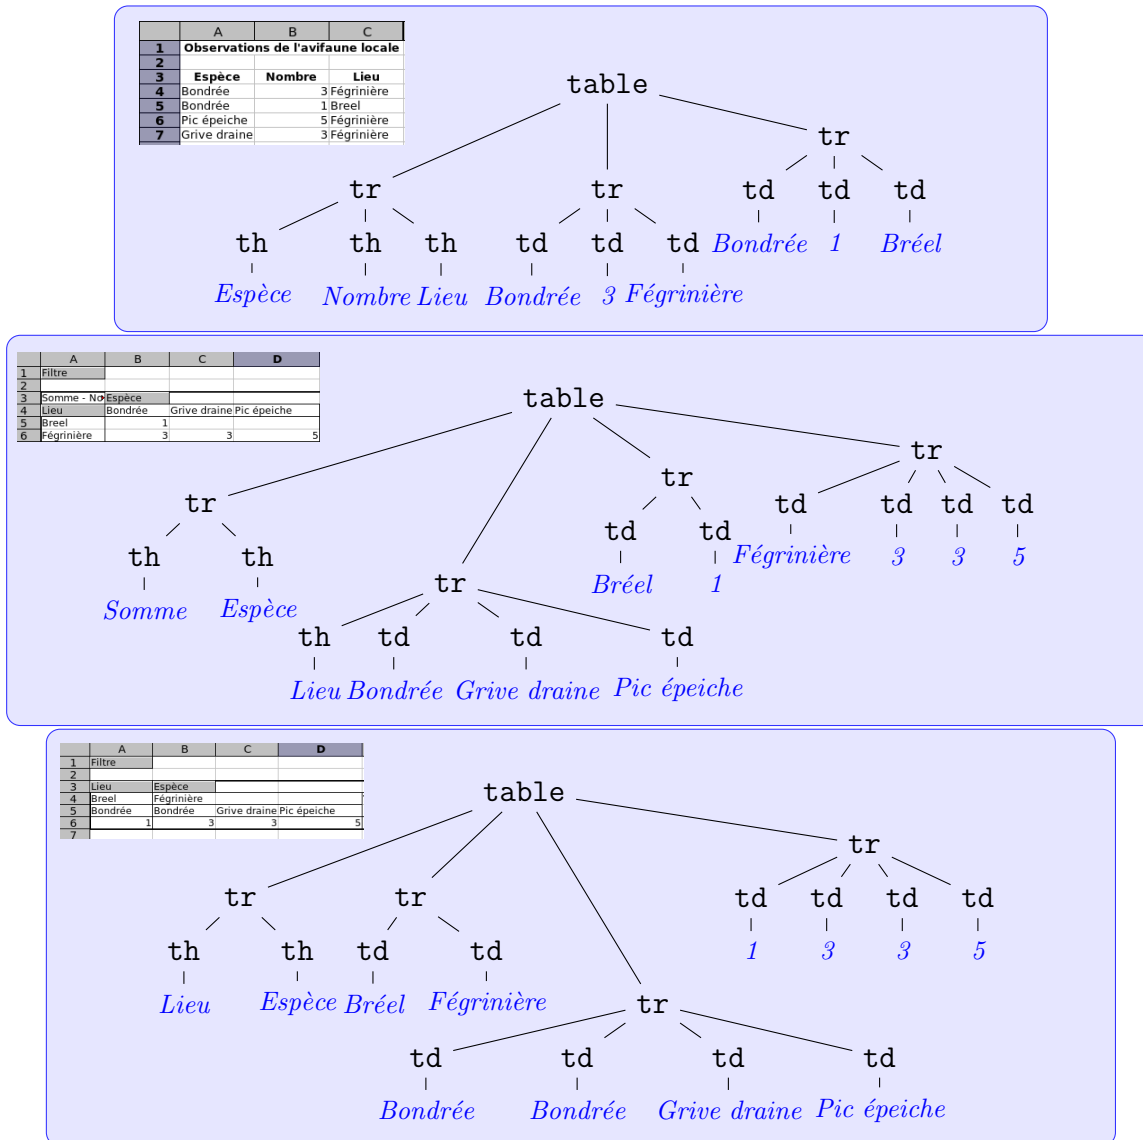 A B C
1 Observations de l'avifaune locale
2
3 Espèce Nombre Lieu
4 Bondrée 3 Fégrinière
5 Bondrée 1 Breel
6 Pic épeiche 5 Fégrinière
7 Grive draine 3 Fégrinière
table
tr
tr tr td td td
th th th td td td Bondrée 1 Bréel
Espèce Nombre Lieu Bondrée 3 Fégrinière
A B C D
1 Filtre
2
3 Somme - No Espèce
4 Lieu Bondrée Grive draine Pic épeiche
5 Breel 1
6 Fégrinière 3 3 5
table
tr
tr
tr td td td td
td td
th th Fégrinière 3 3 5
Bréel 1
tr
Somme Espèce
th td td td
Lieu Bondrée Grive draine Pic épeiche
A B C D
1 Filtre
2
3 Lieu Espèce
4 Breel Fégrinière
5 Bondrée Bondrée Grive draine Pic épeiche
6 1 3 3 5
7
table
tr
tr tr td td td td
th th td td 1 3 3 5
Lieu Espèce Bréel Fégrinière
tr
td td td td
Bondrée Bondrée Grive draine Pic épeiche